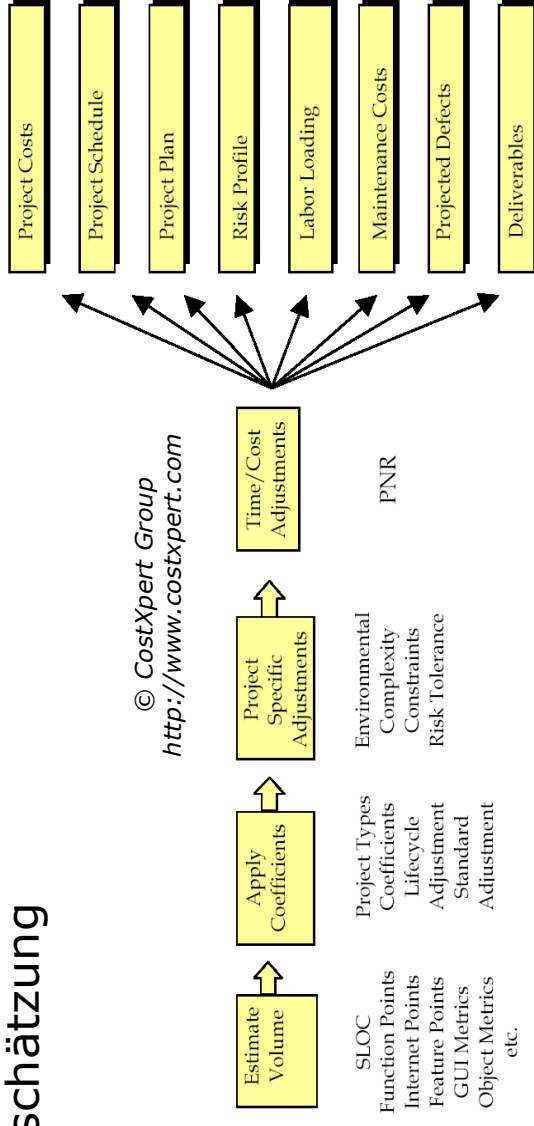 schätzung
© CostXpert Group
http://www.costxpert.com
Estimate
Volume
SLOC
Function Points
Internet Points
Feature Points
GUI Metrics
Object Metrics
etc.
Apply
Coefficients
Project Types
Coefficients
Lifecycle
Adjustment
Standard
Adjustment
Project
Specific
Adjustments
Environmental
Complexity
Constraints
Risk Tolerance
Time/Cost
Adjustments
PNR
Project Costs
Project Schedule
Project Plan
Risk Profile
Labor Loading
Maintenance Costs
Projected Defects
Deliverables